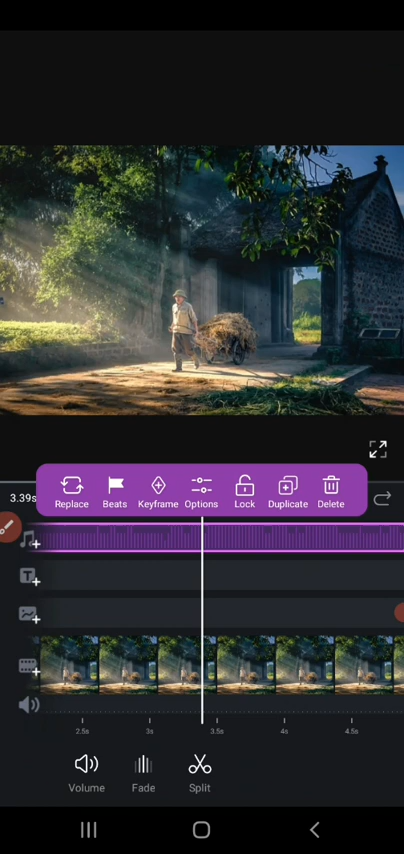 3.39s
Replace Beats Keyframe Options Lock Duplicate Delete
T
2.5s 3s 3.5s 4s 4.5s
Volume Fade Split